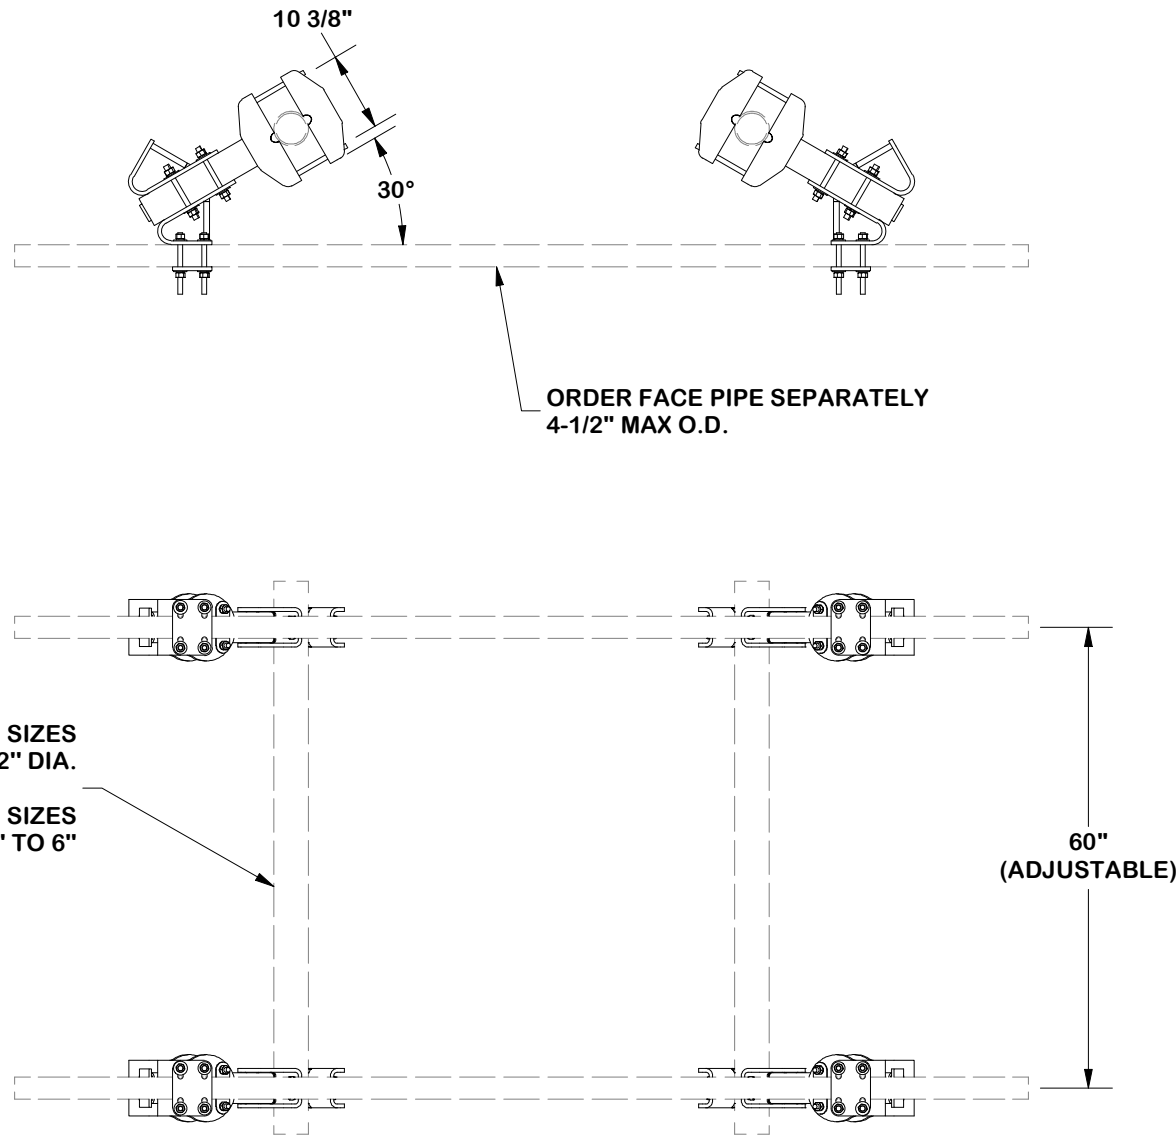 10 3/8"
30°
ORDER FACE PIPE SEPARATELY
4-1/2" MAX O.D.
SIZES
2" DIA.
SIZES
" TO 6"
60"
(ADJUSTABLE)